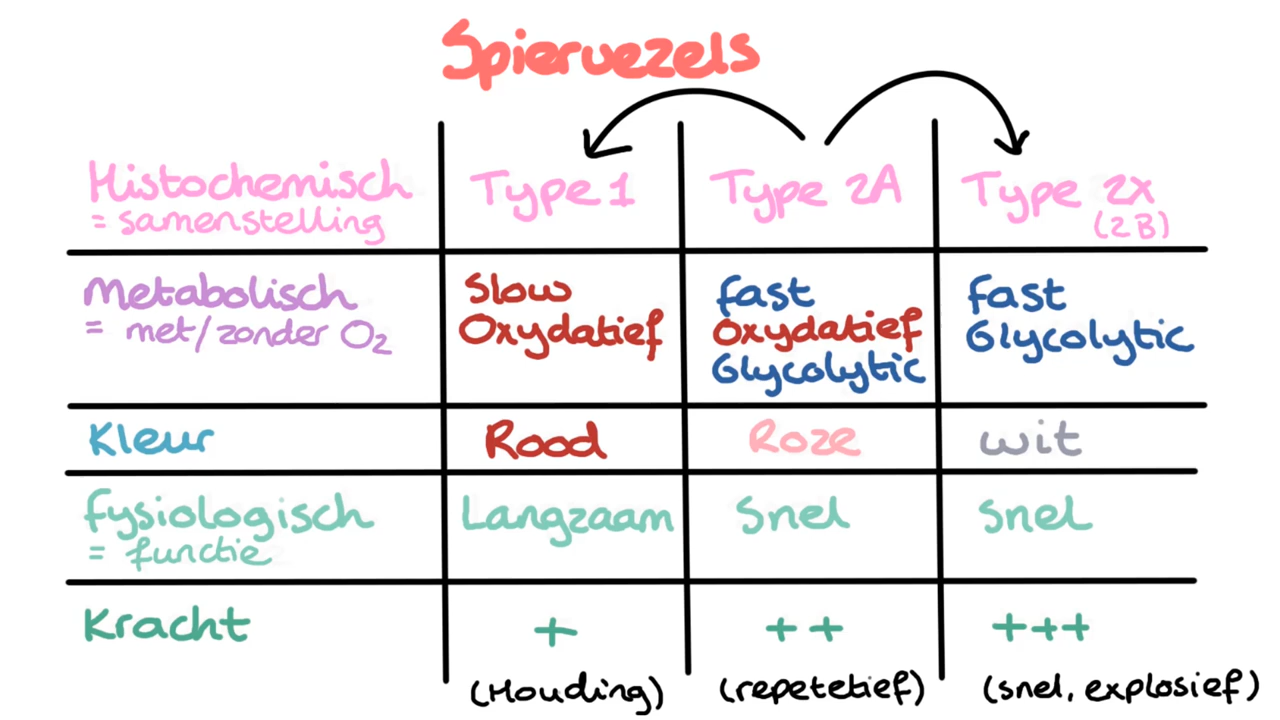 Spiervezels
Histochemisch
= samenstelling
Type 1
Type 2A
Type 2x
(2B)
Metabolisch
= met/zonder O₂
Slow
Oxydatief
fast
Oxydatief
Glycolytic
fast
Glycolytic
Kleur
Rood
Roze
wit
fysiologisch
= functie
Langzaam
Snel
Snel
Kracht
+
++
+++
(Houding)
(repetetief)
(snel, explosief)